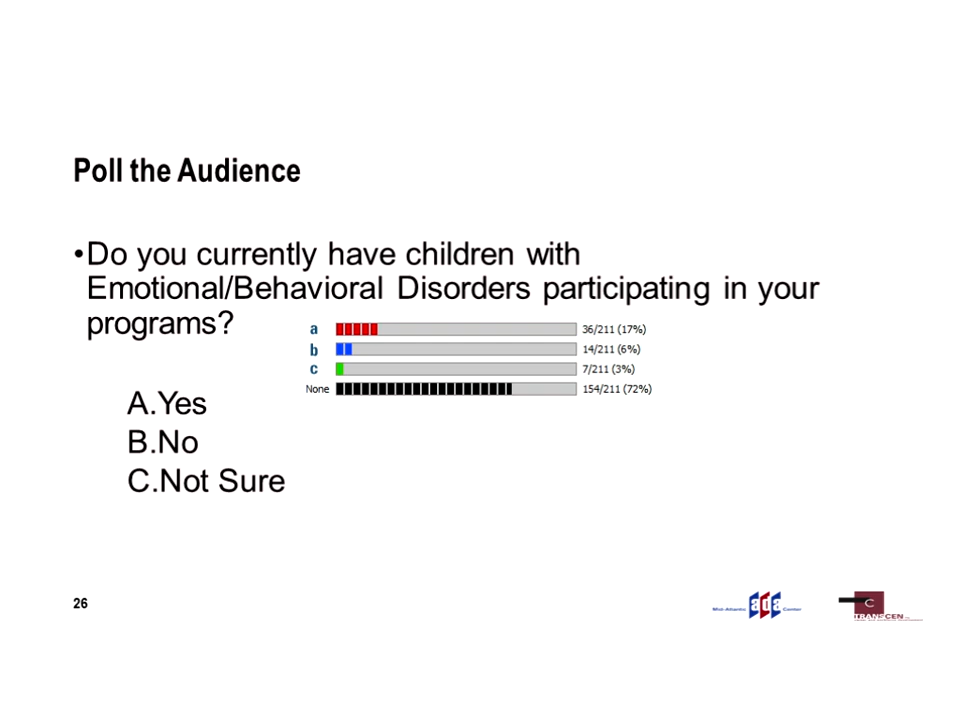 Poll the Audience
•Do you currently have children with
Emotional/Behavioral Disorders participating in your
programs?
a 36/211 (17%)
b 14/211 (6%)
c 7/211 (3%)
None 154/211 (72%)
A.Yes
B.No
C.Not Sure
26
Mid-Atlantic ada Center
C
TRANSCEN